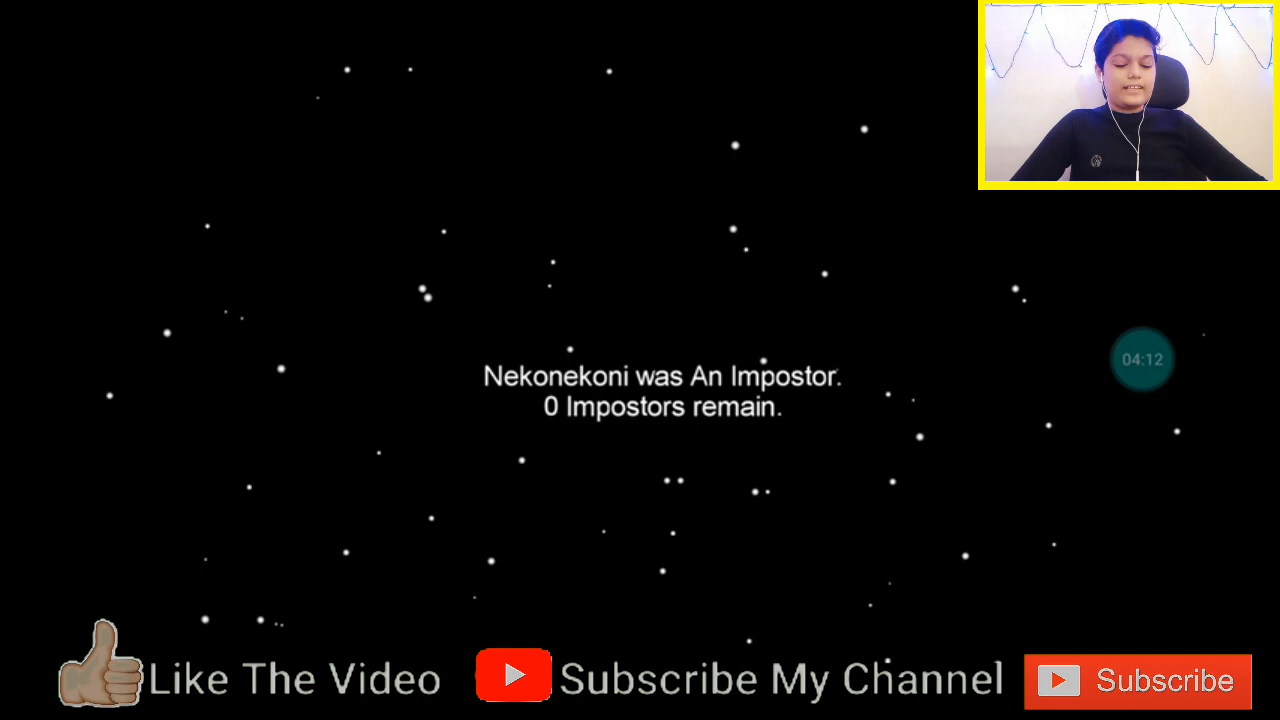 Nekonekoni was An Impostor.
0 Impostors remain.
04:12
Like The Video
Subscribe My Channel
Subscribe